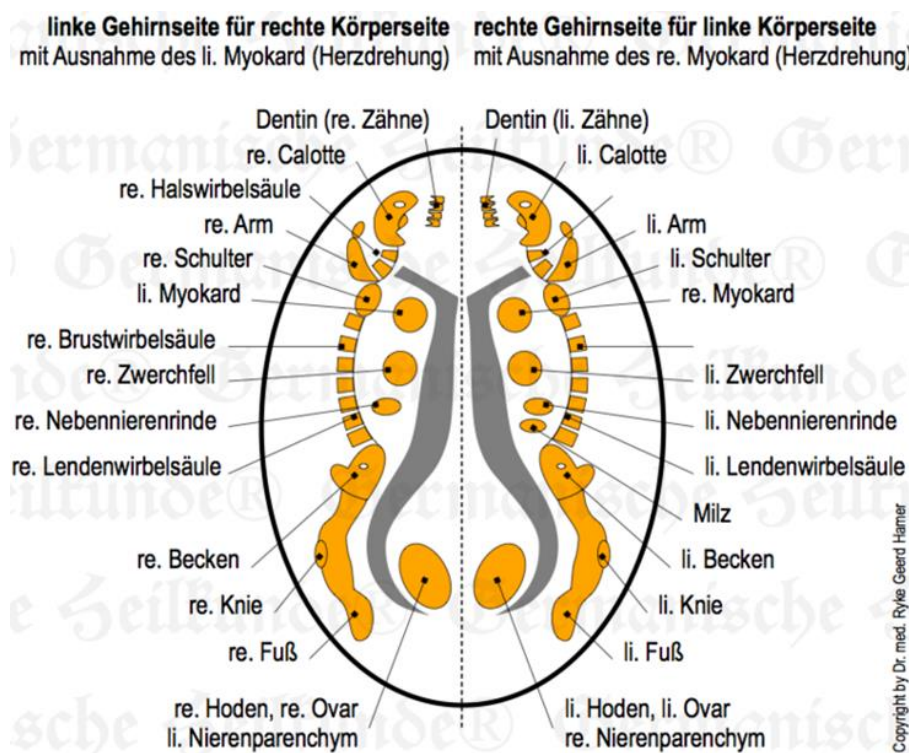 linke Gehirnseite für rechte Körperseite
mit Ausnahme des li. Myokard (Herzdrehung)
rechte Gehirnseite für linke Körperseite
mit Ausnahme des re. Myokard (Herzdrehung)
Dentin (re. Zähne)
re. Calotte
re. Halswirbelsäule
re. Arm
re. Schulter
li. Myokard
re. Brustwirbelsäule
re. Zwerchfell
re. Nebennierenrinde
re. Lendenwirbelsäule
re. Becken
re. Knie
re. Fuß
re. Hoden, re. Ovar
li. Nierenparenchym
Dentin (li. Zähne)
li. Calotte
li. Arm
li. Schulter
re. Myokard
li. Zwerchfell
li. Nebennierenrinde
li. Lendenwirbelsäule
Milz
li. Becken
li. Knie
li. Fuß
li. Hoden, li. Ovar
re. Nierenparenchym
Copyright by Dr. med. Ryke Geerd Hamer
Germanische Heilkunde®